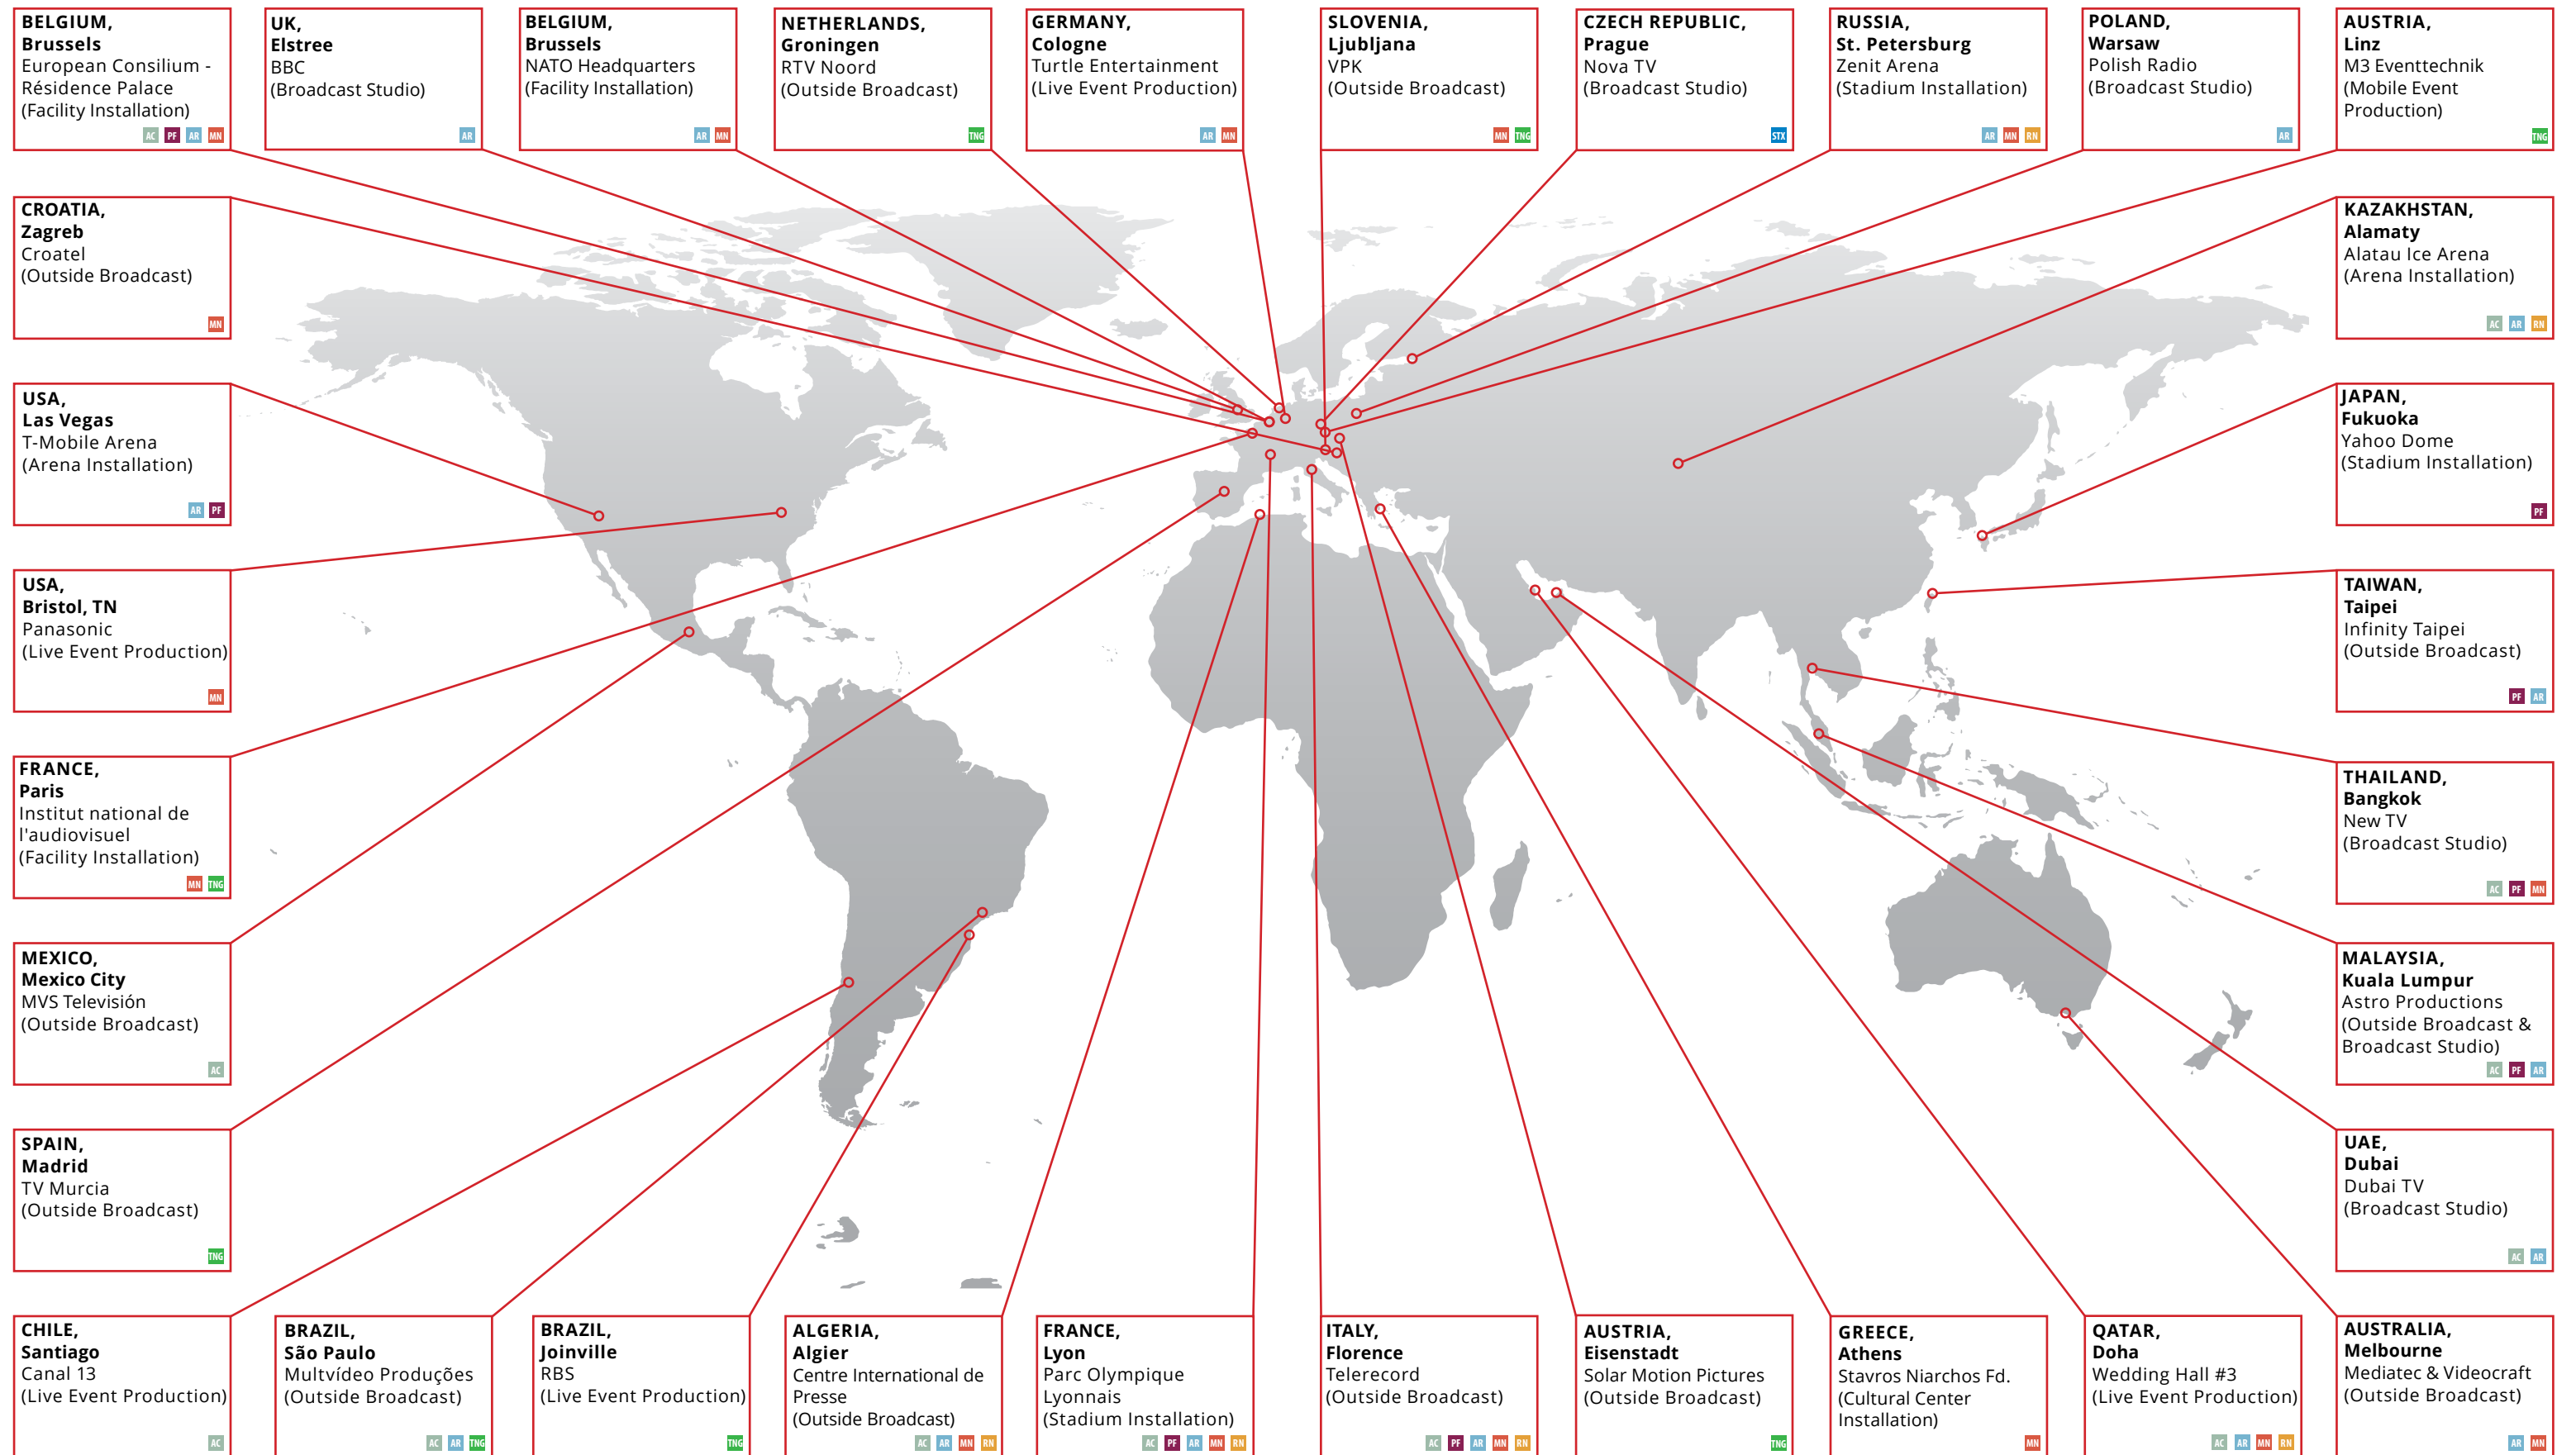 BELGIUM,
Brussels
European Consilium -
Résidence Palace
(Facility Installation)
AC PF AR MN
UK,
Elstree
BBC
(Broadcast Studio)
AR
BELGIUM,
Brussels
NATO Headquarters
(Facility Installation)
AR MN
NETHERLANDS,
Groningen
RTV Noord
(Outside Broadcast)
TNG
GERMANY,
Cologne
Turtle Entertainment
(Live Event Production)
AR MN
SLOVENIA,
Ljubljana
VPK
(Outside Broadcast)
MN TNG
CZECH REPUBLIC,
Prague
Nova TV
(Broadcast Studio)
STX
RUSSIA,
St. Petersburg
Zenit Arena
(Stadium Installation)
AR MN RN
POLAND,
Warsaw
Polish Radio
(Broadcast Studio)
AR
AUSTRIA,
Linz
M3 Eventtechnik
(Mobile Event
Production)
TNG
CROATIA,
Zagreb
Croatel
(Outside Broadcast)
MN
KAZAKHSTAN,
Alamaty
Alatau Ice Arena
(Arena Installation)
AC AR RN
USA,
Las Vegas
T-Mobile Arena
(Arena Installation)
AR PF
JAPAN,
Fukuoka
Yahoo Dome
(Stadium Installation)
PF
USA,
Bristol, TN
Panasonic
(Live Event Production)
MN
TAIWAN,
Taipei
Infinity Taipei
(Outside Broadcast)
PF AR
FRANCE,
Paris
Institut national de
l'audiovisuel
(Facility Installation)
MN TNG
THAILAND,
Bangkok
New TV
(Broadcast Studio)
AC PF MN
MEXICO,
Mexico City
MVS Televisión
(Outside Broadcast)
AC
MALAYSIA,
Kuala Lumpur
Astro Productions
(Outside Broadcast &
Broadcast Studio)
AC PF AR
SPAIN,
Madrid
TV Murcia
(Outside Broadcast)
TNG
UAE,
Dubai
Dubai TV
(Broadcast Studio)
AC AR
CHILE,
Santiago
Canal 13
(Live Event Production)
AC
BRAZIL,
São Paulo
Multvídeo Produções
(Outside Broadcast)
AC AR TNG
BRAZIL,
Joinville
RBS
(Live Event Production)
TNG
ALGERIA,
Algier
Centre International de
Presse
(Outside Broadcast)
AC AR MN RN
FRANCE,
Lyon
Parc Olympique
Lyonnais
(Stadium Installation)
AC PF AR MN RN
ITALY,
Florence
Telerecord
(Outside Broadcast)
AC PF AR MN RN
AUSTRIA,
Eisenstadt
Solar Motion Pictures
(Outside Broadcast)
TNG
GREECE,
Athens
Stavros Niarchos Fd.
(Cultural Center
Installation)
MN
QATAR,
Doha
Wedding Hall #3
(Live Event Production)
AC AR MN RN
AUSTRALIA,
Melbourne
Mediatec & Videocraft
(Outside Broadcast)
AR MN